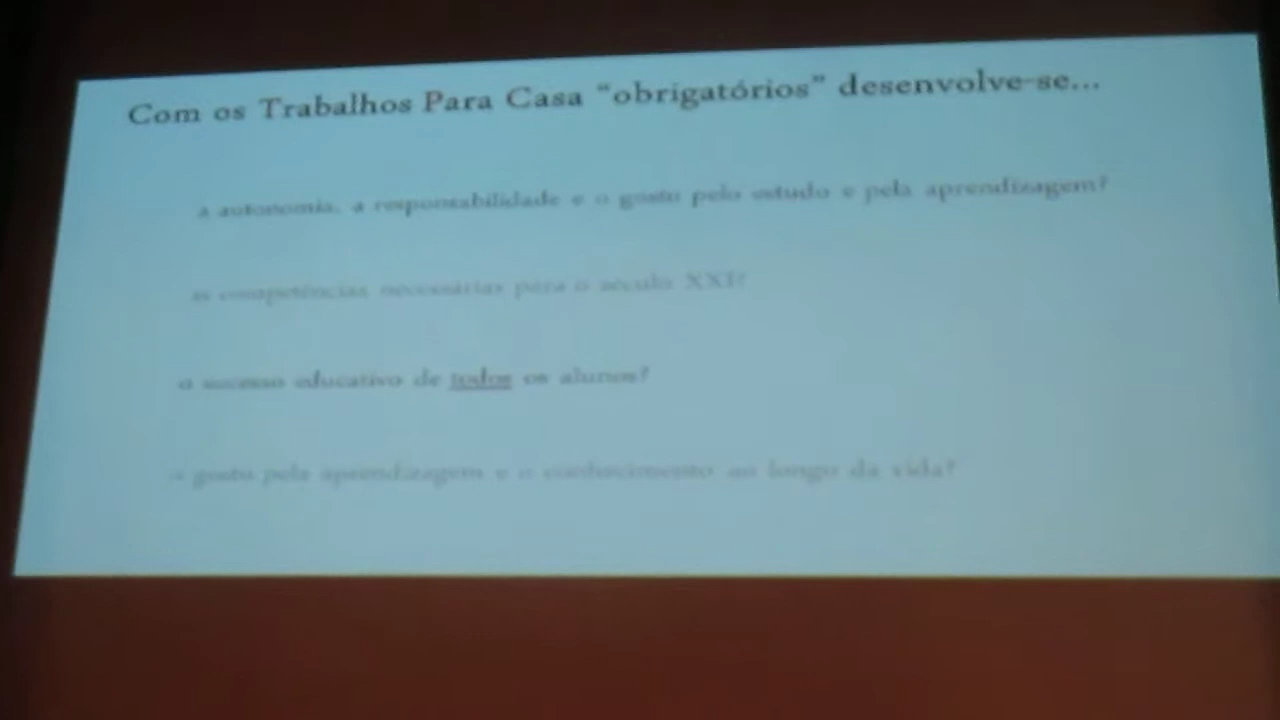 Com os Trabalhos Para Casa “obrigatórios” desenvolve-se...
a autonomia, a responsabilidade e o gosto pelo estudo e pela aprendizagem?
as competências necessárias para o século XXI?
o sucesso educativo de todos os alunos?
o gosto pela aprendizagem e o conhecimento ao longo da vida?